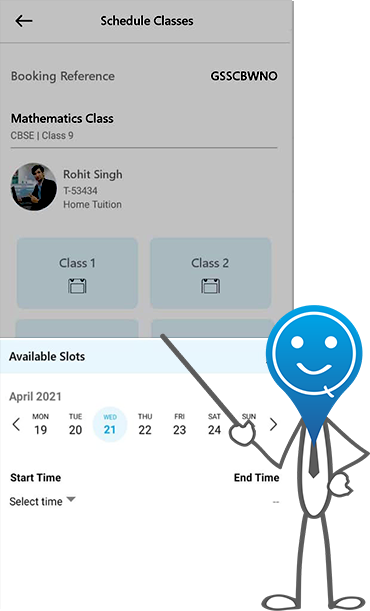 Schedule Classes
Booking Reference GSSCBWNO
Mathematics Class
CBSE | Class 9
Rohit Singh
T-53434
Home Tuition
Class 1 Class 2
Available Slots
April 2021
MON TUE WED THU FRI SAT SUN
19 20 21 22 23 24
Start Time End Time
Select time --